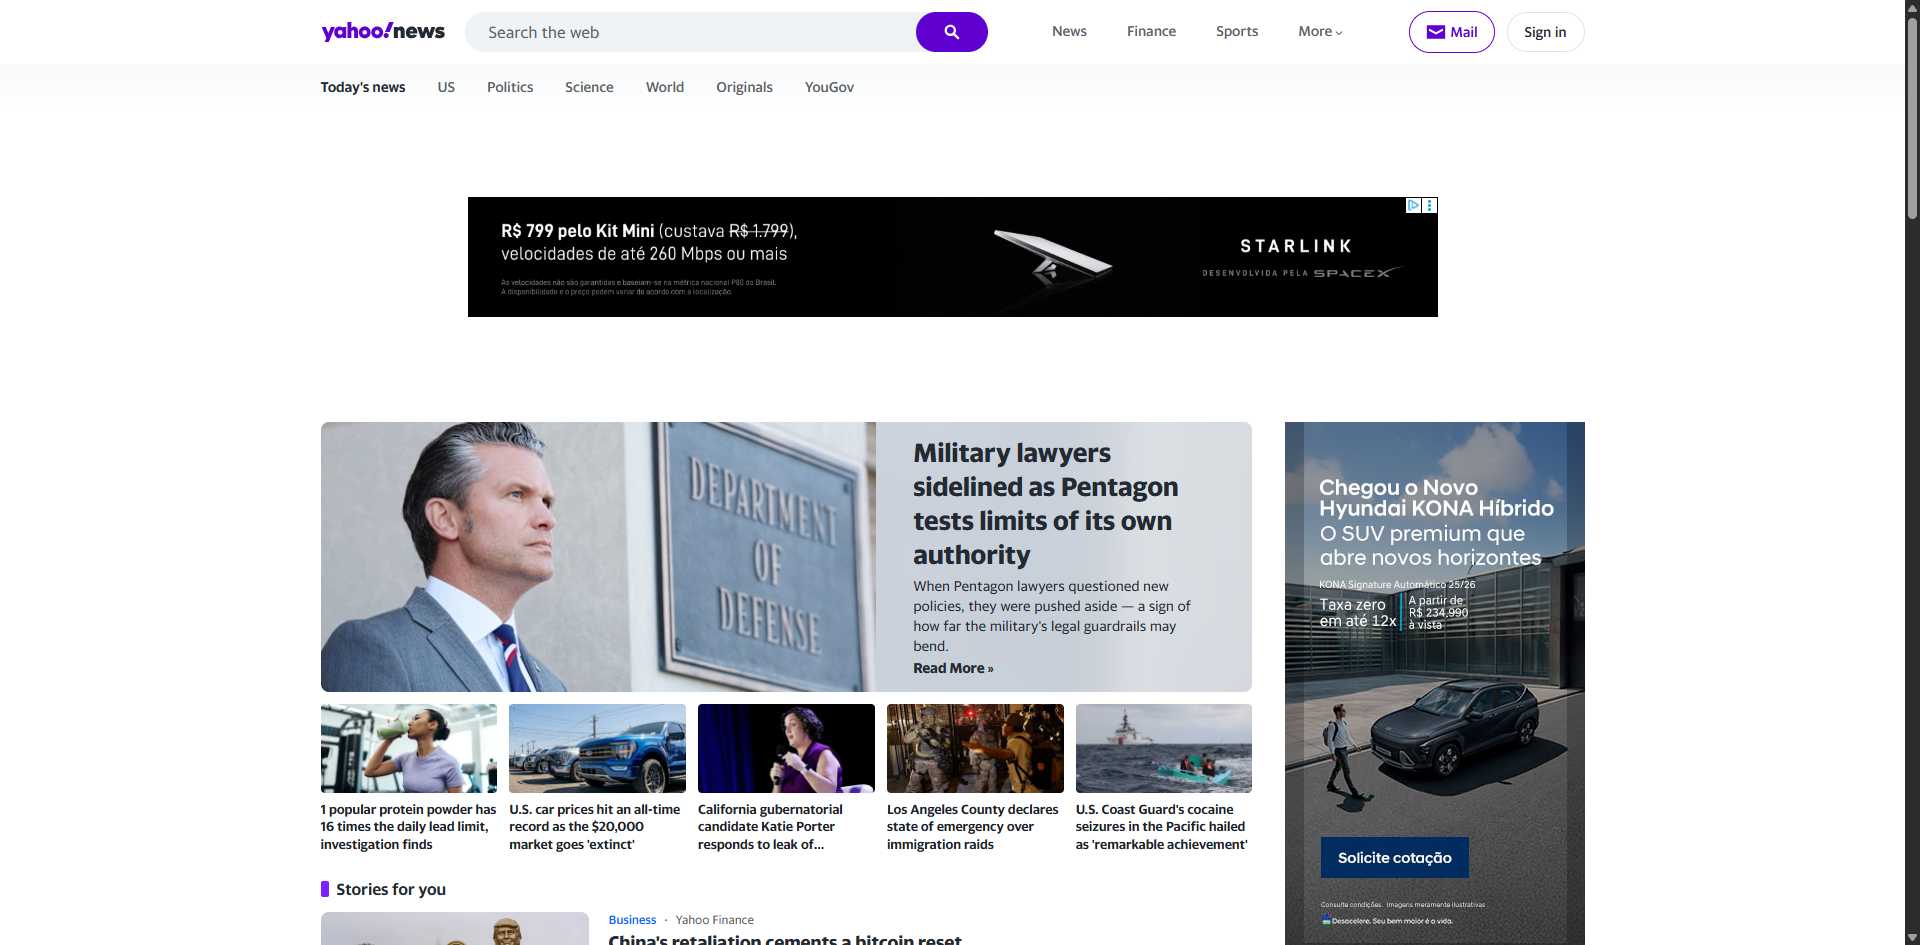 yahoo!news
Search the web
News
Finance
Sports
More
Mail
Sign in
Today's news
US
Politics
Science
World
Originals
YouGov
R$ 799 pelo Kit Mini (custava R$ 1.799),
velocidades de até 260 Mbps ou mais
As velocidades não são garantidas e baseiam-se na métrica nacional P80 do Brasil.
A disponibilidade e o preço podem variar de acordo com a localização.
STARLINK
DESENVOLVIDA PELA SPACEX
DEPARTMENT
OF
DEFENSE
Military lawyers
sidelined as Pentagon
tests limits of its own
authority
When Pentagon lawyers questioned new
policies, they were pushed aside — a sign of
how far the military's legal guardrails may
bend.
Read More »
1 popular protein powder has
16 times the daily lead limit,
investigation finds
U.S. car prices hit an all-time
record as the $20,000
market goes 'extinct'
California gubernatorial
candidate Katie Porter
responds to leak of...
Los Angeles County declares
state of emergency over
immigration raids
U.S. Coast Guard's cocaine
seizures in the Pacific hailed
as 'remarkable achievement'
Stories for you
Business · Yahoo Finance
China's retaliation cements a bitcoin reset
Chegou o Novo
Hyundai KONA Híbrido
O SUV premium que
abre novos horizontes
KONA Signature Automático 25/26
Taxa zero
em até 12x
A partir de
R$ 234.990
à vista
Solicite cotação
Consulte condições. Imagens meramente ilustrativas
Desacelere. Seu bem maior é a vida.